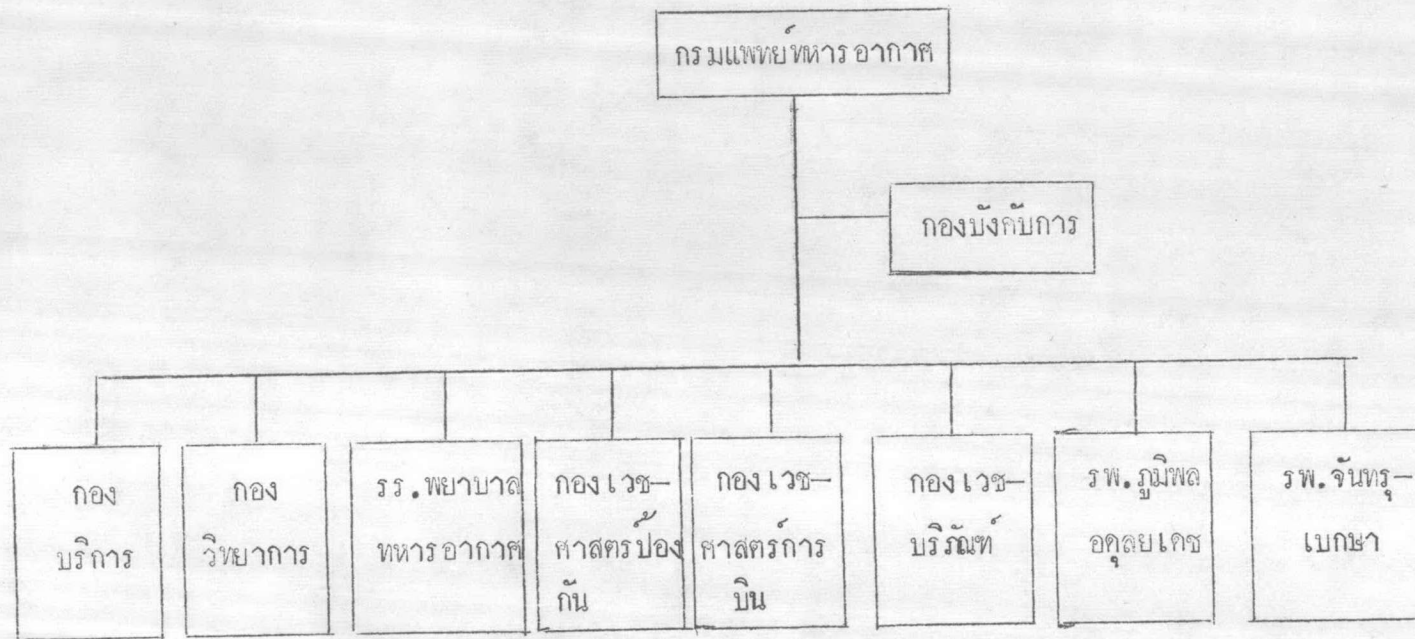 กรมแพทย์ทหารอากาศ
กองบังคับการ
กอง
บริการ
กอง
วิทยาการ
รร.พยาบาล
ทหารอากาศ
กองเวช-
ศาสตร์ป้อง
กัน
กองเวช-
ศาสตร์การ
บิน
กองเวช-
บริภัณฑ์
รพ.ภูมิพล
อดุลยเดช
รพ.จันทรุ-
เบกษา